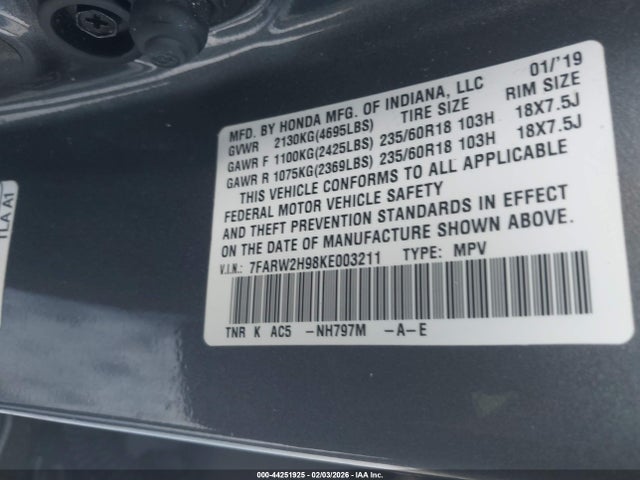 MFD. BY HONDA MFG. OF INDIANA, LLC 01/'19
GVWR 2130KG(4695LBS) TIRE SIZE RIM SIZE
GAWR F 1100KG(2425LBS) 235/60R18 103H 18X7.5J
GAWR R 1075KG(2369LBS) 235/60R18 103H 18X7.5J
THIS VEHICLE CONFORMS TO ALL APPLICABLE
FEDERAL MOTOR VEHICLE SAFETY
AND THEFT PREVENTION STANDARDS IN EFFECT
ON THE DATE OF MANUFACTURE SHOWN ABOVE.
V.I.N.: 7FARW2H98KE003211 TYPE: MPV
TNR K AC5 -NH797M -A-E
TLA A1
000-44251925 - 02/03/2026 - IAA Inc.